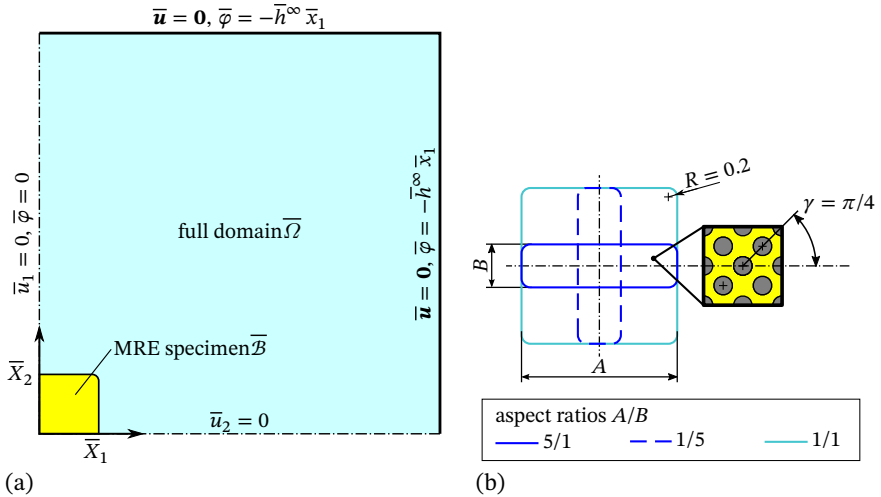 ū = 0, φ̄ = −h̄^∞ x̄₁
ū₁ = 0, φ̄ = 0
full domain Ω̄
ū = 0, φ̄ = −h̄^∞ x̄₁
MRE specimen B̄
X̄₂
ū₂ = 0
X̄₁
(a)
R = 0.2
γ = π/4
B
A
aspect ratios A/B
5/1
1/5
1/1
(b)